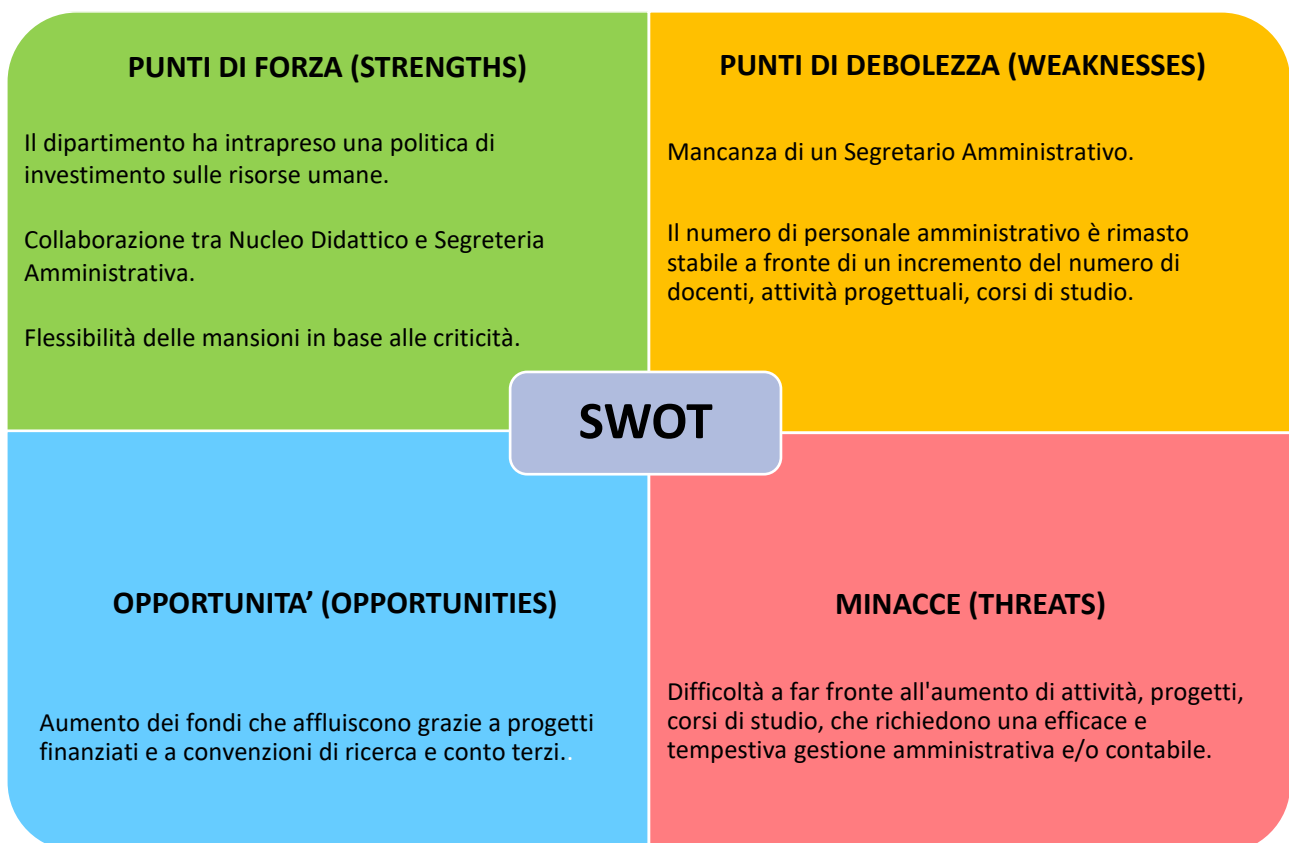 PUNTI DI FORZA (STRENGTHS)
Il dipartimento ha intrapreso una politica di
investimento sulle risorse umane.
Collaborazione tra Nucleo Didattico e Segreteria
Amministrativa.
Flessibilità delle mansioni in base alle criticità.
PUNTI DI DEBOLEZZA (WEAKNESSES)
Mancanza di un Segretario Amministrativo.
Il numero di personale amministrativo è rimasto
stabile a fronte di un incremento del numero di
docenti, attività progettuali, corsi di studio.
SWOT
OPPORTUNITA’ (OPPORTUNITIES)
Aumento dei fondi che affluiscono grazie a progetti
finanziati e a convenzioni di ricerca e conto terzi..
MINACCE (THREATS)
Difficoltà a far fronte all'aumento di attività, progetti,
corsi di studio, che richiedono una efficace e
tempestiva gestione amministrativa e/o contabile.